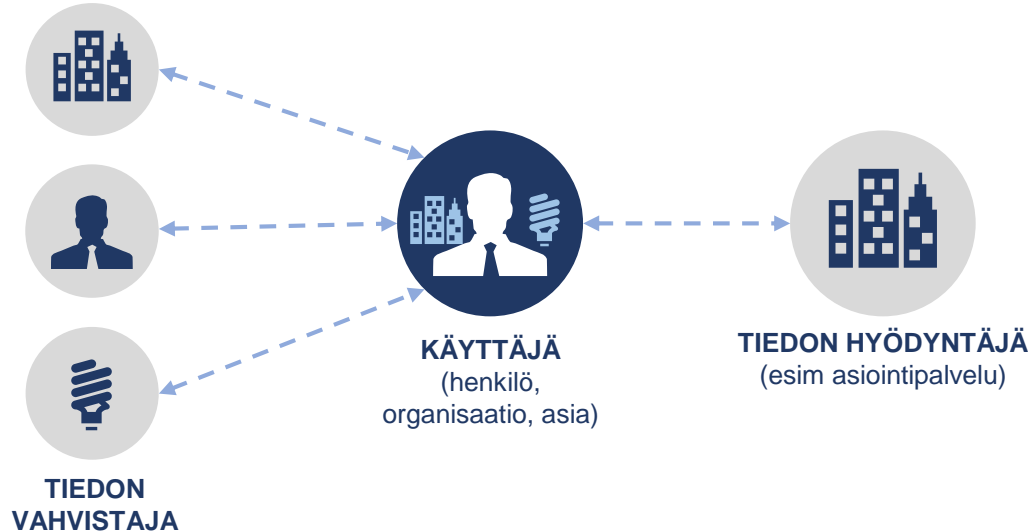 KÄYTTÄJÄ
(henkilö,
organisaatio, asia)
TIEDON HYÖDYNTÄJÄ
(esim asiointipalvelu)
TIEDON
VAHVISTAJA